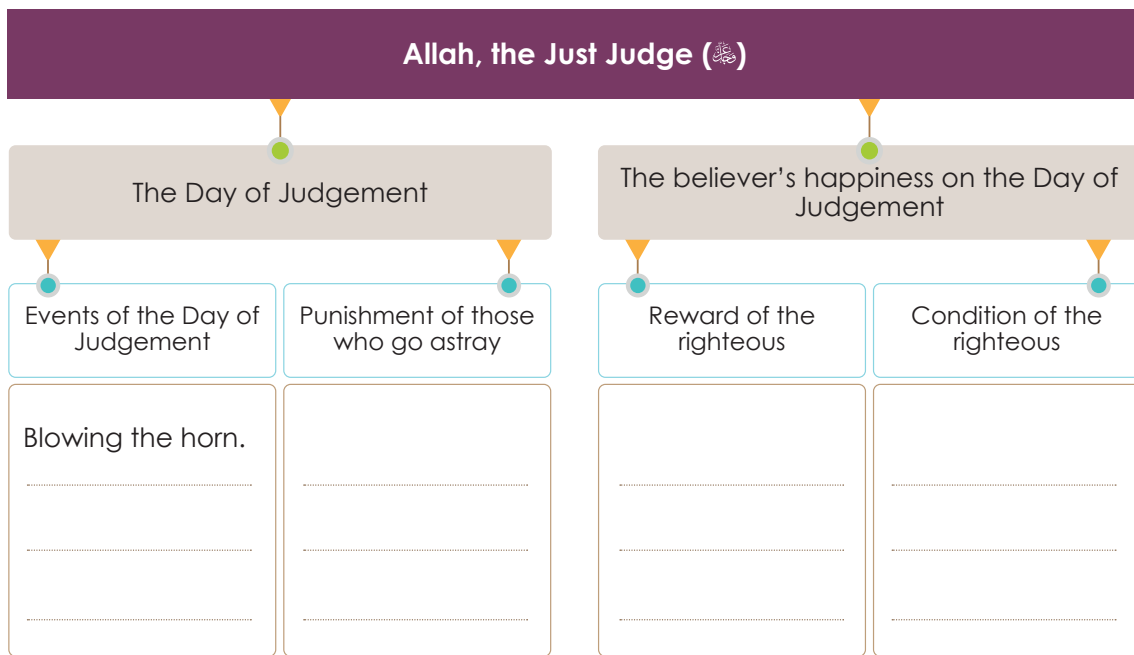 Allah, the Just Judge (ﷻ)
The Day of Judgement
The believer’s happiness on the Day of
Judgement
Events of the Day of
Judgement
Punishment of those
who go astray
Reward of the
righteous
Condition of the
righteous
Blowing the horn.